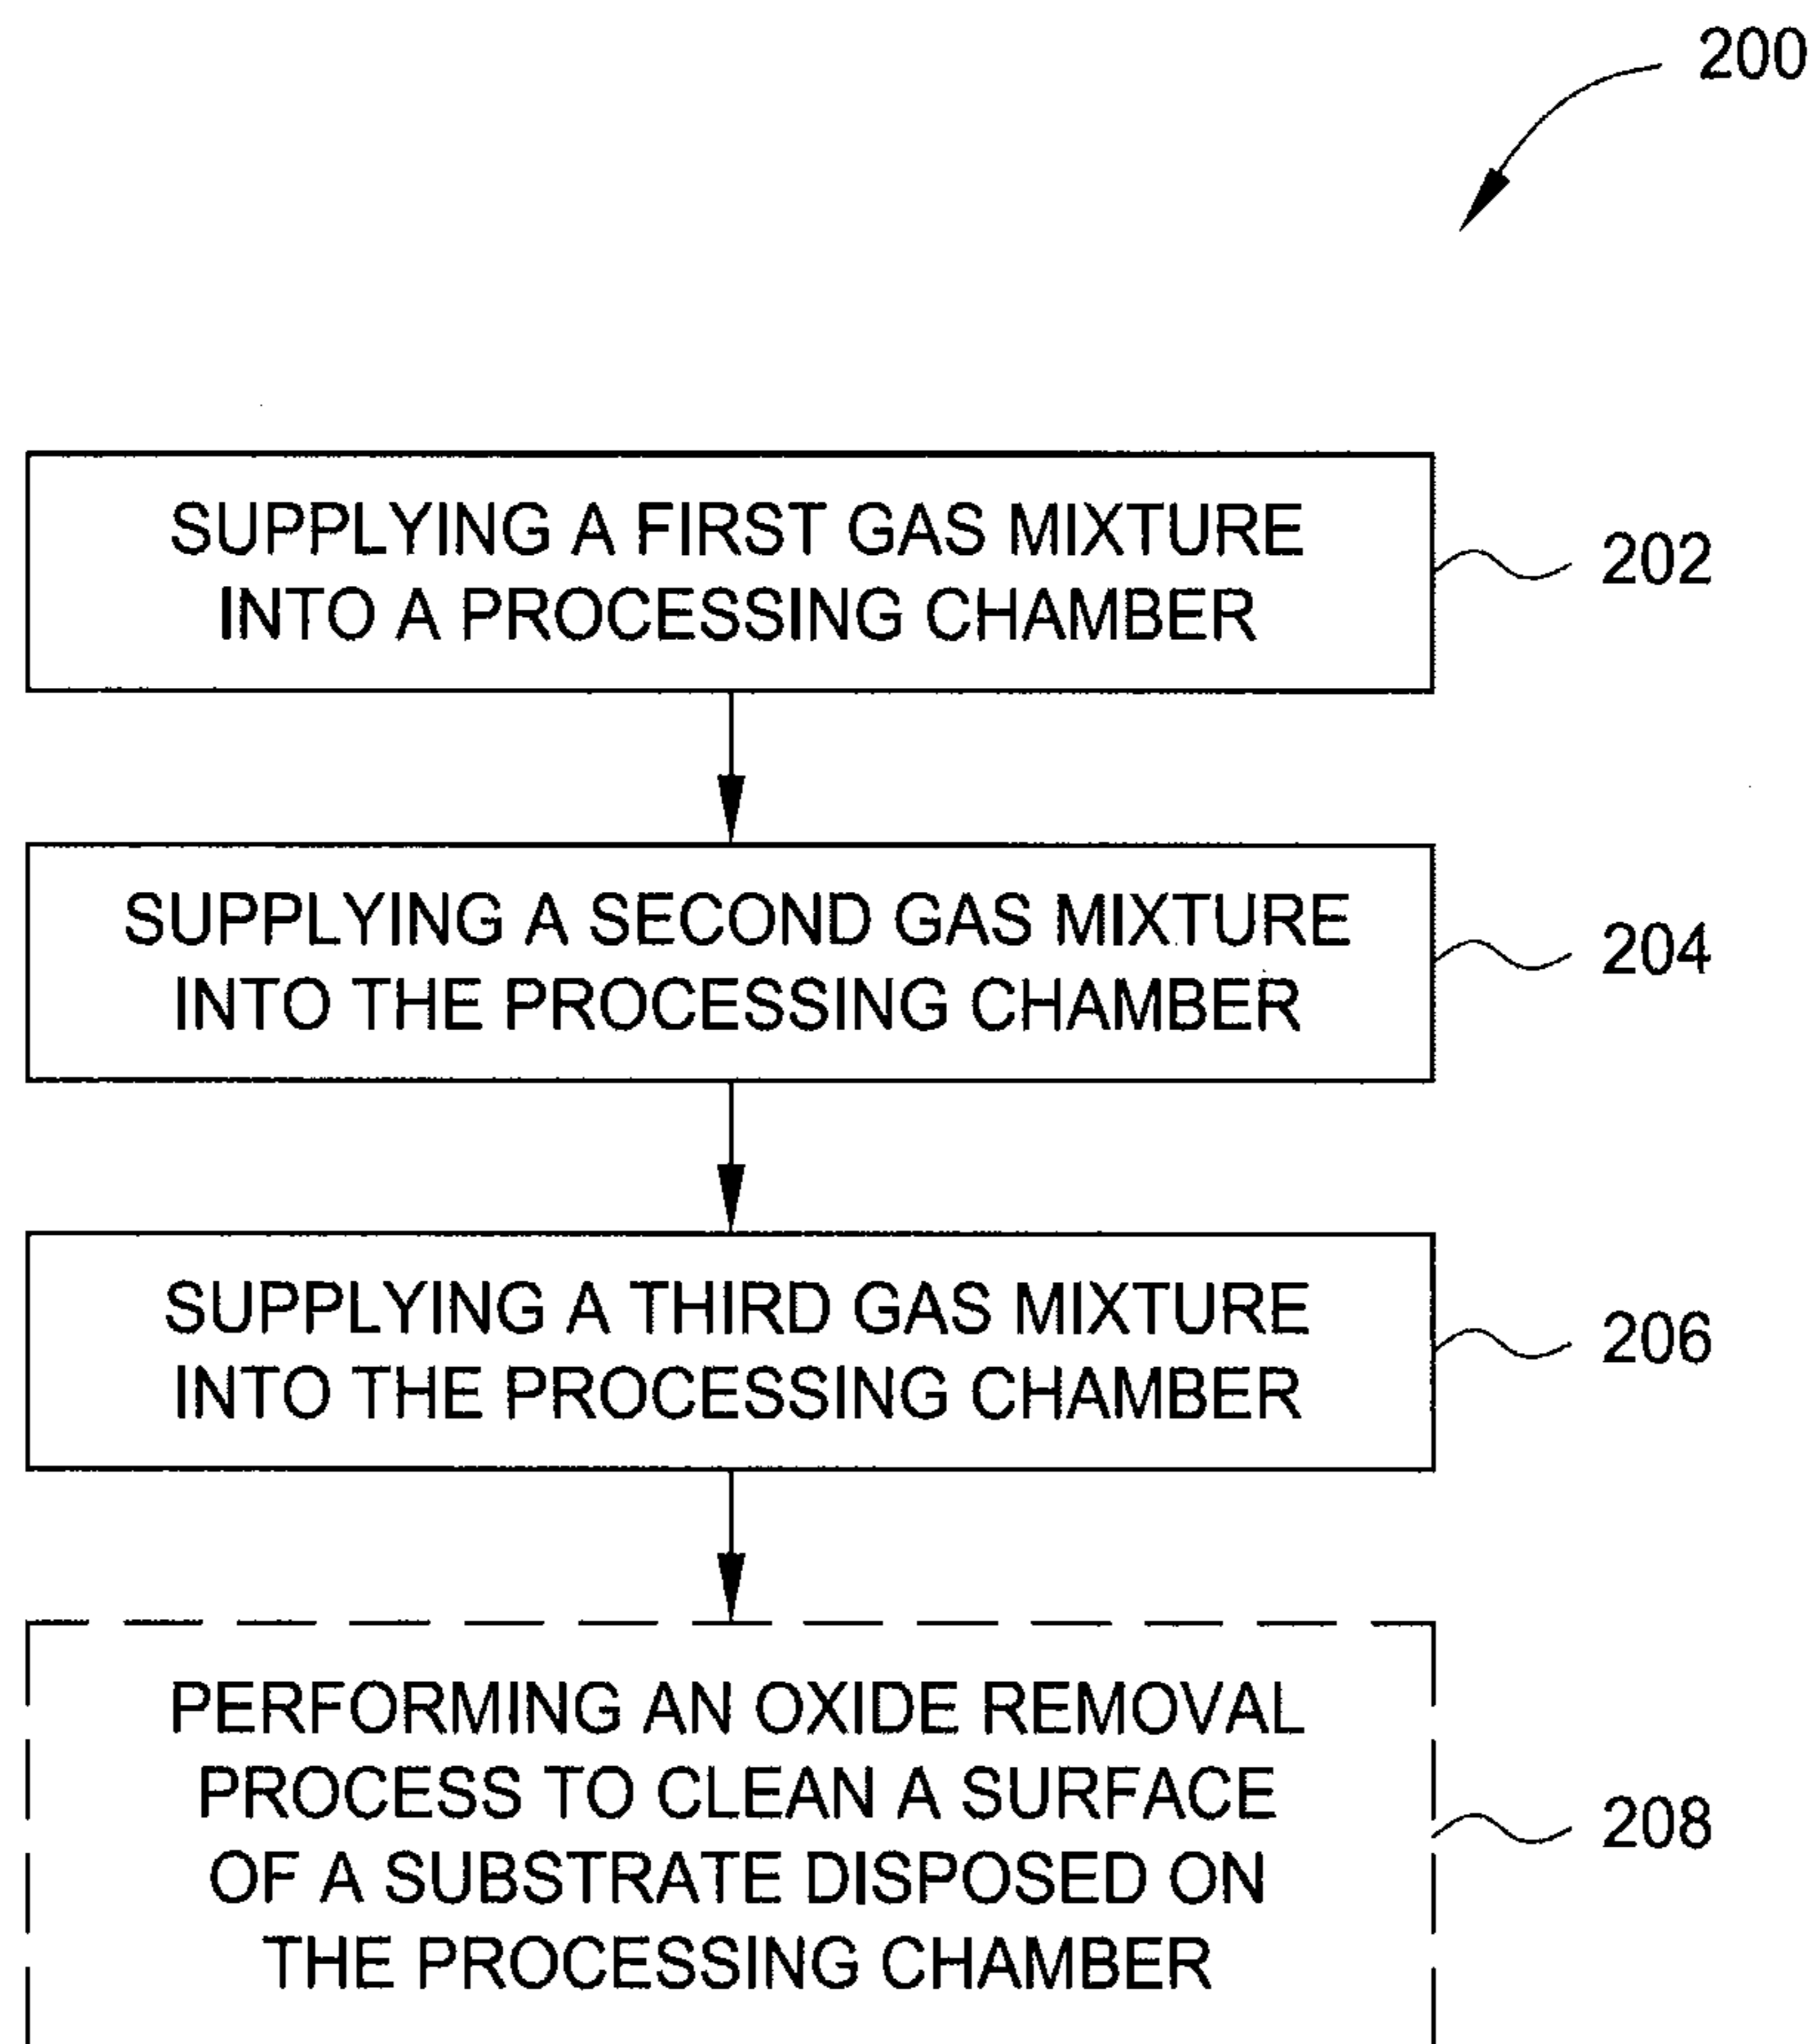 200
SUPPLYING A FIRST GAS MIXTURE
INTO A PROCESSING CHAMBER
202
SUPPLYING A SECOND GAS MIXTURE
INTO THE PROCESSING CHAMBER
204
SUPPLYING A THIRD GAS MIXTURE
INTO THE PROCESSING CHAMBER
206
PERFORMING AN OXIDE REMOVAL
PROCESS TO CLEAN A SURFACE
OF A SUBSTRATE DISPOSED ON
THE PROCESSING CHAMBER
208